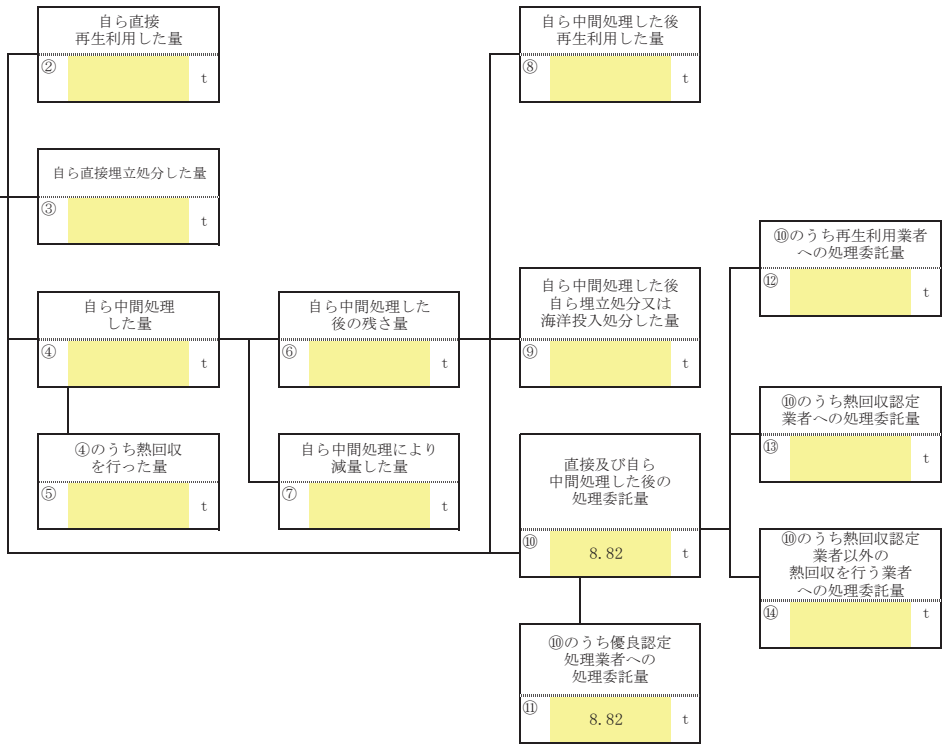 自ら直接
再生利用した量
②
t
自ら直接埋立処分した量
③
t
自ら中間処理
した量
④
t
④のうち熱回収
を行った量
⑤
t
自ら中間処理した
後の残さ量
⑥
t
自ら中間処理により
減量した量
⑦
t
自ら中間処理した後
再生利用した量
⑧
t
自ら中間処理した後
自ら埋立処分又は
海洋投入処分した量
⑨
t
直接及び自ら
中間処理した後の
処理委託量
⑩
8.82 t
⑩のうち優良認定
処理業者への
処理委託量
⑪
8.82 t
⑩のうち再生利用業者
への処理委託量
⑫
t
⑩のうち熱回収認定
業者への処理委託量
⑬
t
⑩のうち熱回収認定
業者以外の
熱回収を行う業者
への処理委託量
⑭
t